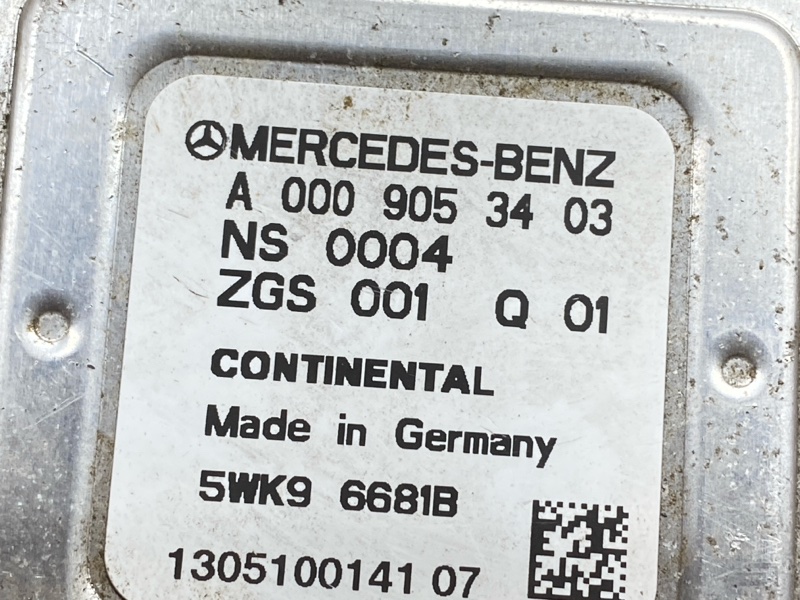 MERCEDES-BENZ
A 000 905 34 03
NS 0004
ZGS 001 Q 01
CONTINENTAL
Made in Germany
5WK9 6681B
1305100141 07